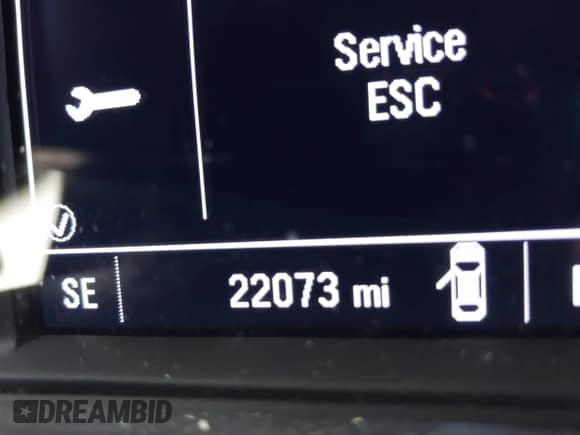 Service
ESC
SE
22073 mi
DREAMBID